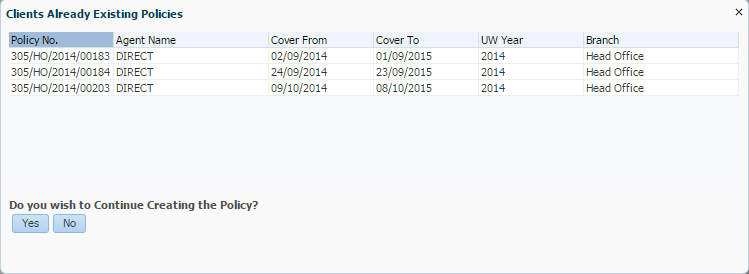 Clients Already Existing Policies
Policy No. Agent Name Cover From Cover To UW Year Branch
305/HO/2014/00183 DIRECT 02/09/2014 01/09/2015 2014 Head Office
305/HO/2014/00184 DIRECT 24/09/2014 23/09/2015 2014 Head Office
305/HO/2014/00203 DIRECT 09/10/2014 08/10/2015 2014 Head Office
Do you wish to Continue Creating the Policy?
Yes No